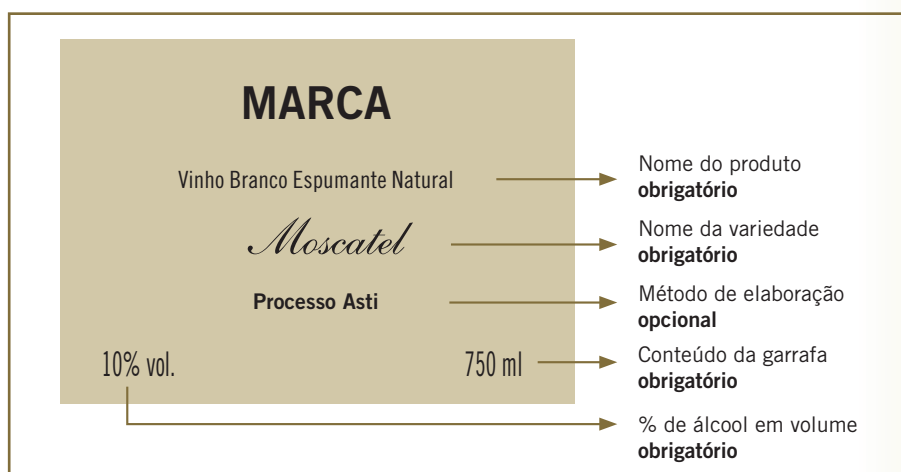 MARCA
Vinho Branco Espumante Natural
Nome do produto
obrigatório
Moscatel
Nome da variedade
obrigatório
Processo Asti
Método de elaboração
opcional
10% vol.
750 ml
Conteúdo da garrafa
obrigatório
% de álcool em volume
obrigatório